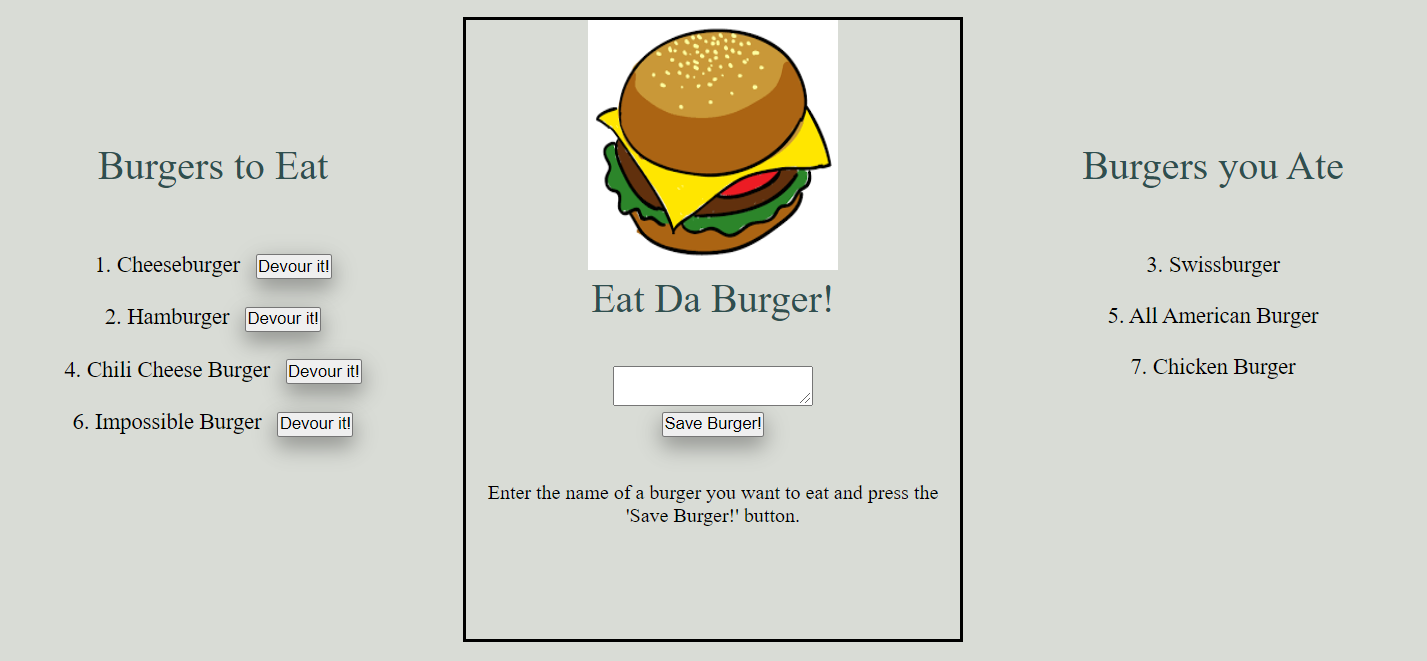 Burgers to Eat
1. Cheeseburger Devour it!
2. Hamburger Devour it!
4. Chili Cheese Burger Devour it!
6. Impossible Burger Devour it!
Eat Da Burger!
Save Burger!
Enter the name of a burger you want to eat and press the
'Save Burger!' button.
Burgers you Ate
3. Swissburger
5. All American Burger
7. Chicken Burger